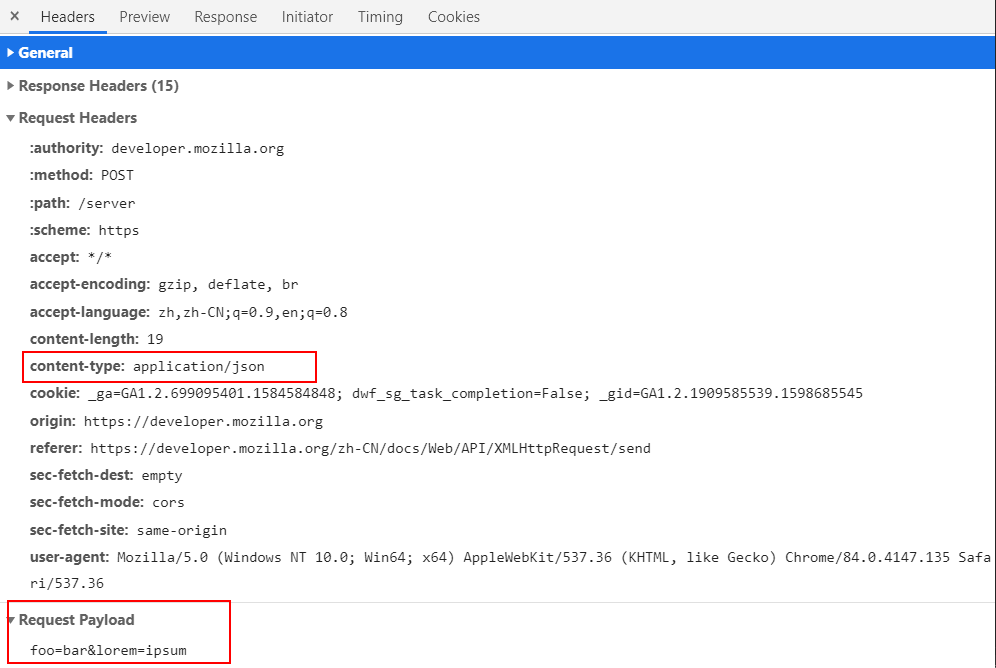 × Headers Preview Response Initiator Timing Cookies
General
Response Headers (15)
Request Headers
:authority: developer.mozilla.org
:method: POST
:path: /server
:scheme: https
accept: */*
accept-encoding: gzip, deflate, br
accept-language: zh,zh-CN;q=0.9,en;q=0.8
content-length: 19
content-type: application/json
cookie: _ga=GA1.2.699095401.1584584848; dwf_sg_task_completion=False; _gid=GA1.2.1909585539.1598685545
origin: https://developer.mozilla.org
referer: https://developer.mozilla.org/zh-CN/docs/Web/API/XMLHttpRequest/send
sec-fetch-dest: empty
sec-fetch-mode: cors
sec-fetch-site: same-origin
user-agent: Mozilla/5.0 (Windows NT 10.0; Win64; x64) AppleWebKit/537.36 (KHTML, like Gecko) Chrome/84.0.4147.135 Safa
ri/537.36
Request Payload
foo=bar&lorem=ipsum